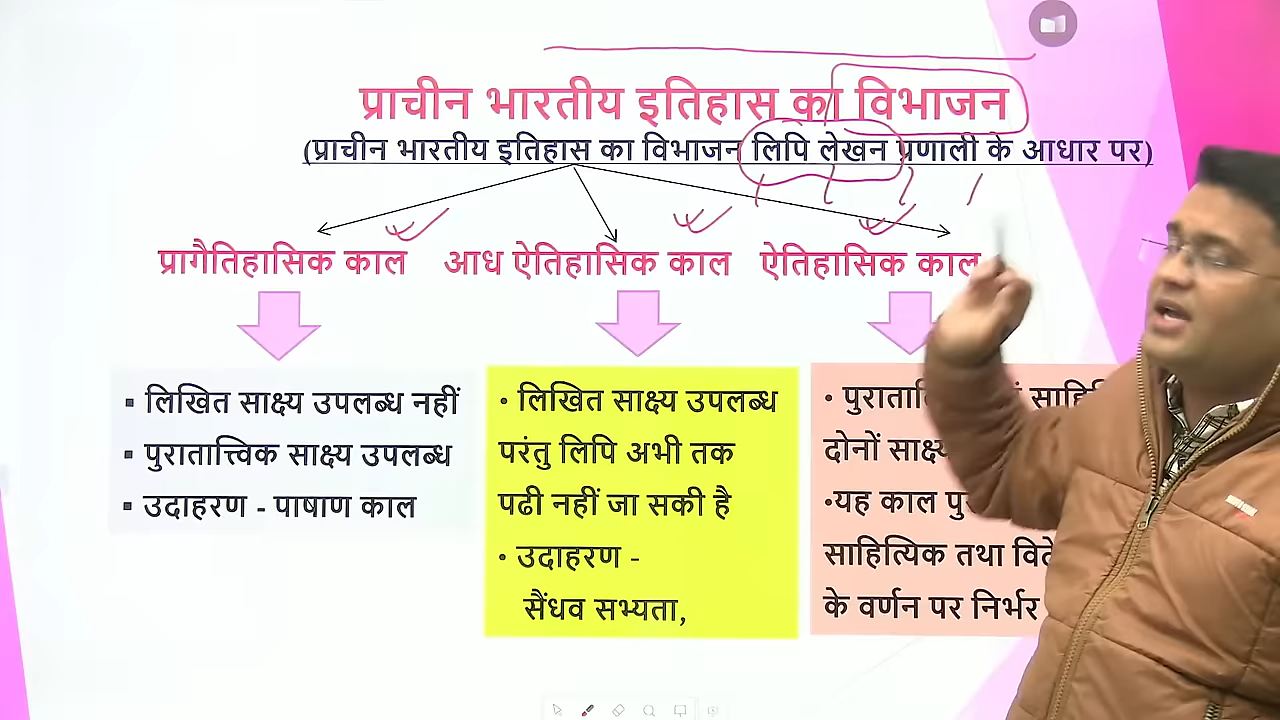 प्राचीन भारतीय इतिहास का विभाजन
(प्राचीन भारतीय इतिहास का विभाजन लिपि लेखन प्रणाली के आधार पर)
प्रागैतिहासिक काल
आध ऐतिहासिक काल
ऐतिहासिक काल
▪ लिखित साक्ष्य उपलब्ध नहीं
▪ पुरातात्त्विक साक्ष्य उपलब्ध
▪ उदाहरण - पाषाण काल
• लिखित साक्ष्य उपलब्ध
परंतु लिपि अभी तक
पढी नहीं जा सकी है
• उदाहरण -
सैंधव सभ्यता,
दोनों साक्ष्य
•यह काल
साहित्यिक तथा
के वर्णन पर निर्भर